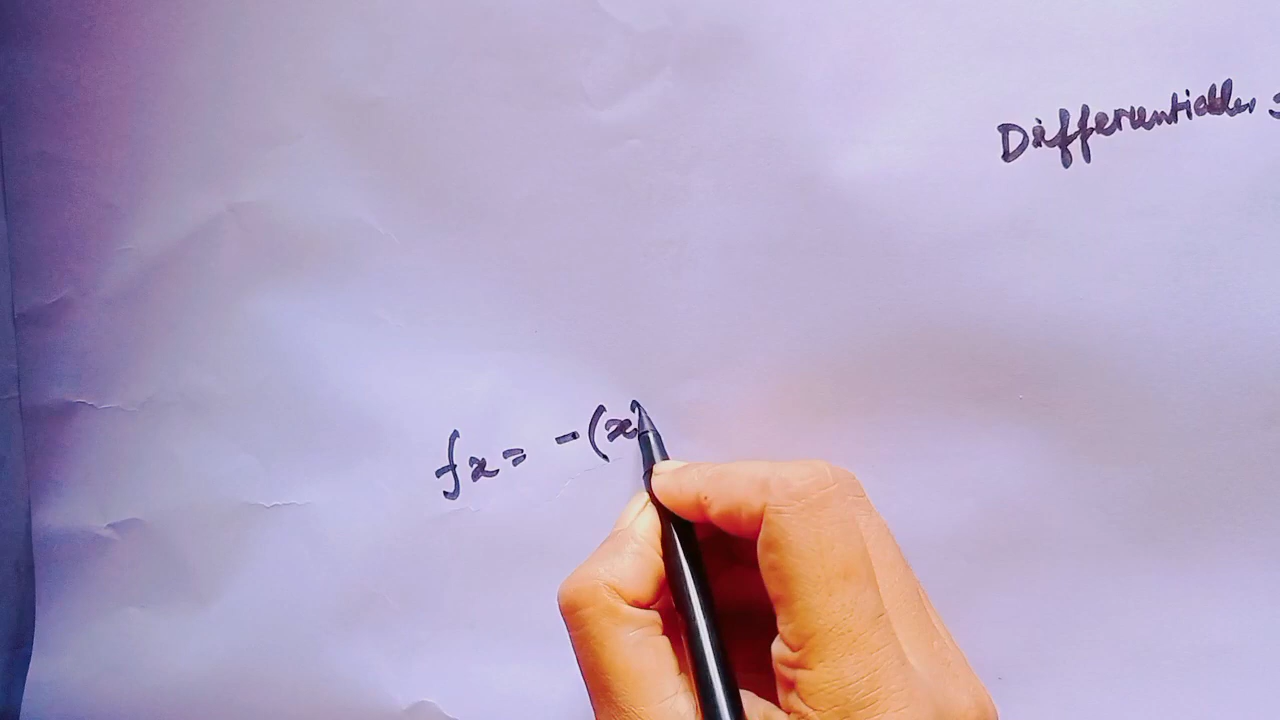 Differentiable
fx = -(x